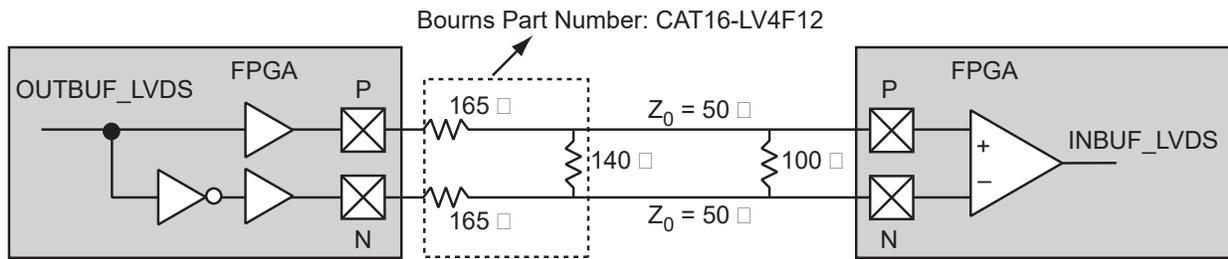 Bourns Part Number: CAT16-LV4F12
OUTBUF_LVDS
FPGA
P
165 □
Z0 = 50 □
140 □
100 □
FPGA
P
+
–
INBUF_LVDS
N
165 □
Z0 = 50 □
N